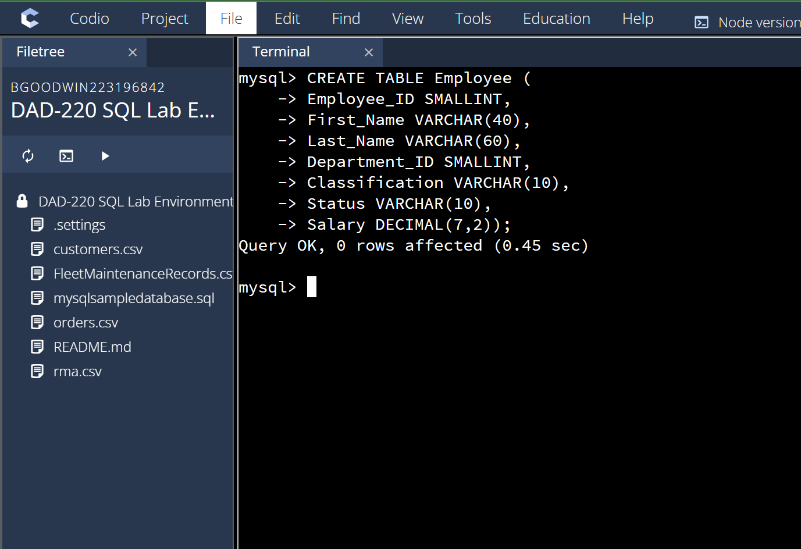 Codio Project File Edit Find View Tools Education Help Node version
Filetree ×
BGOODWIN223196842
DAD-220 SQL Lab E...
DAD-220 SQL Lab Environment
.settings
customers.csv
FleetMaintenanceRecords.cs
mysqlsampledatabase.sql
orders.csv
README.md
rma.csv
Terminal ×
mysql> CREATE TABLE Employee (
-> Employee_ID SMALLINT,
-> First_Name VARCHAR(40),
-> Last_Name VARCHAR(60),
-> Department_ID SMALLINT,
-> Classification VARCHAR(10),
-> Status VARCHAR(10),
-> Salary DECIMAL(7,2));
Query OK, 0 rows affected (0.45 sec)
mysql>